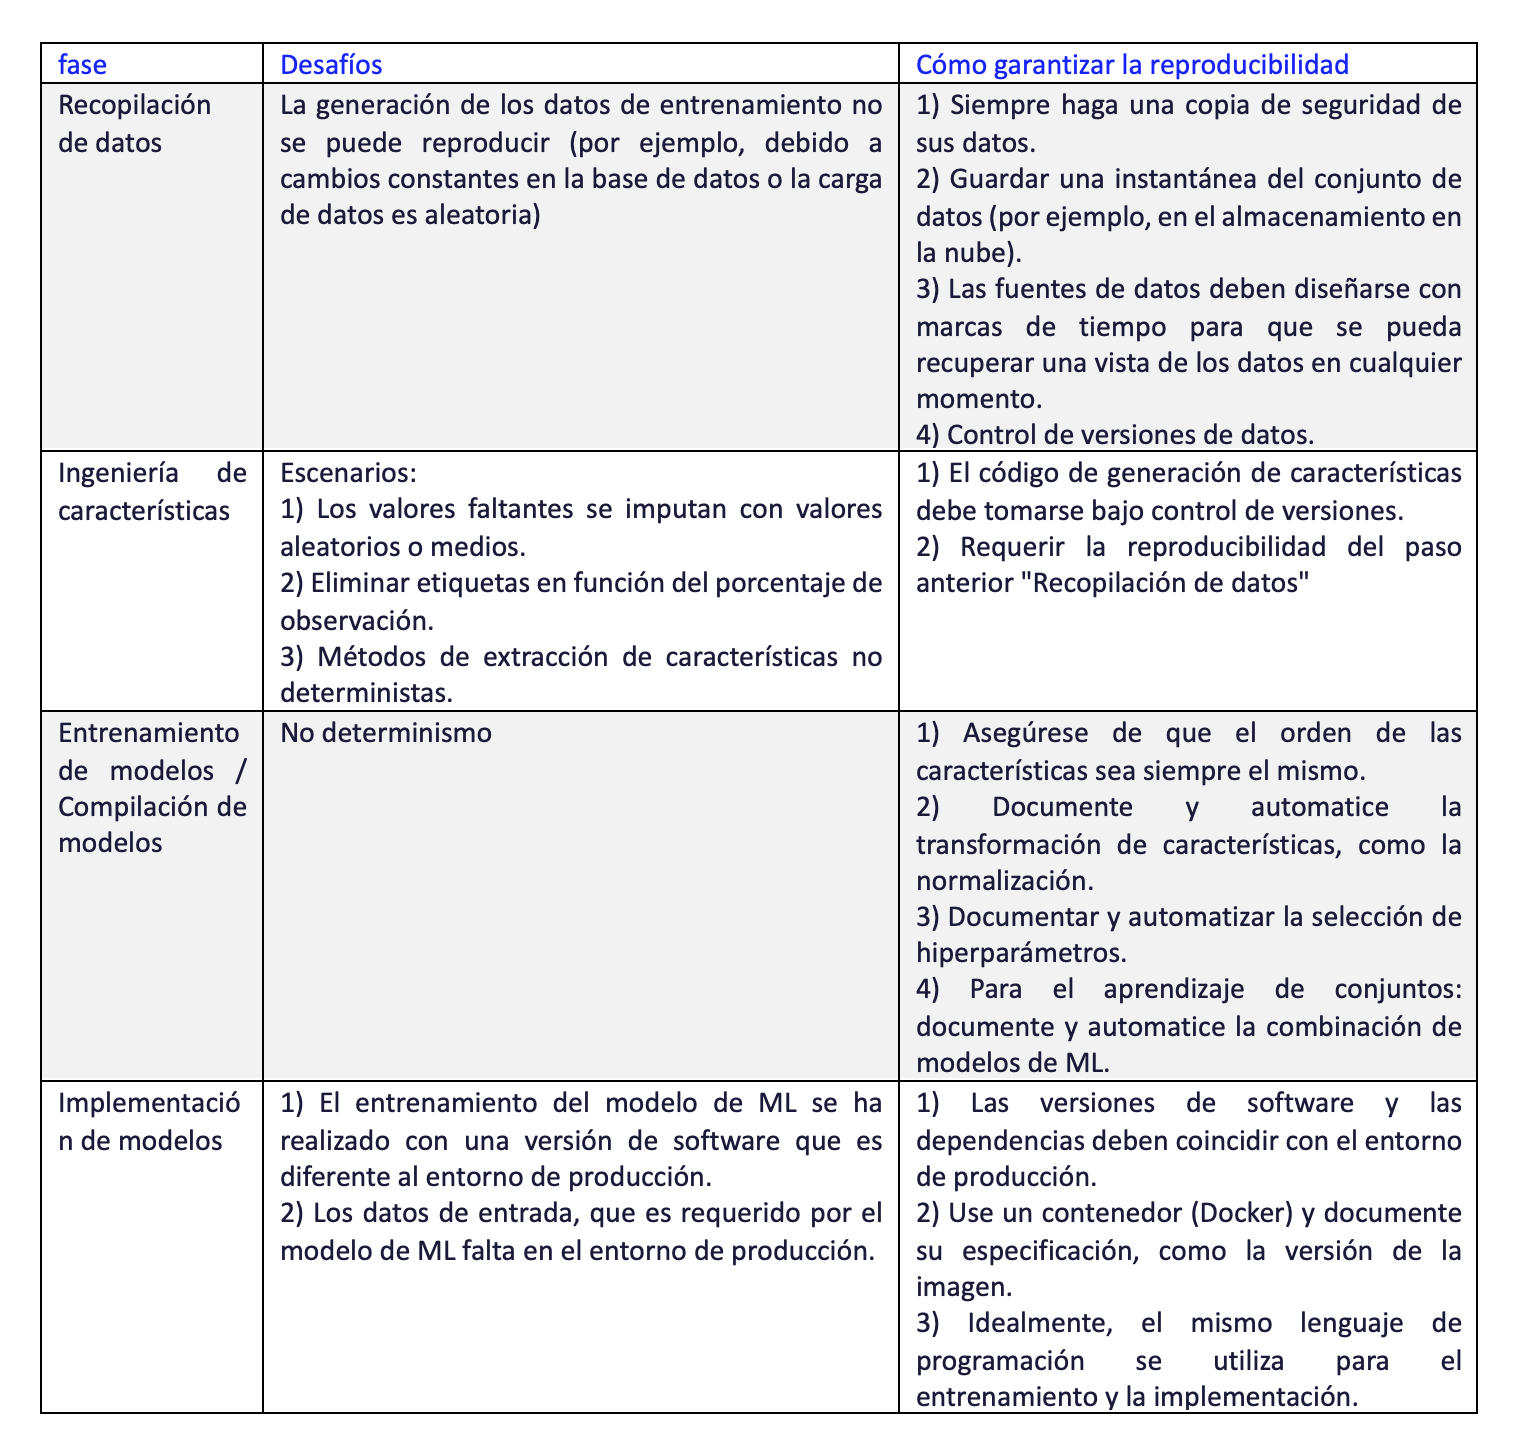 fase
Desafíos
Cómo garantizar la reproducibilidad
Recopilación
de datos
La generación de los datos de entrenamiento no
se puede reproducir (por ejemplo, debido a
cambios constantes en la base de datos o la carga
de datos es aleatoria)
1) Siempre haga una copia de seguridad de
sus datos.
2) Guardar una instantánea del conjunto de
datos (por ejemplo, en el almacenamiento en
la nube).
3) Las fuentes de datos deben diseñarse con
marcas de tiempo para que se pueda
recuperar una vista de los datos en cualquier
momento.
4) Control de versiones de datos.
Ingeniería de
características
Escenarios:
1) Los valores faltantes se imputan con valores
aleatorios o medios.
2) Eliminar etiquetas en función del porcentaje de
observación.
3) Métodos de extracción de características no
deterministas.
1) El código de generación de características
debe tomarse bajo control de versiones.
2) Requerir la reproducibilidad del paso
anterior "Recopilación de datos"
Entrenamiento
de modelos /
Compilación de
modelos
No determinismo
1) Asegúrese de que el orden de las
características sea siempre el mismo.
2) Documente y automatice la
transformación de características, como la
normalización.
3) Documentar y automatizar la selección de
hiperparámetros.
4) Para el aprendizaje de conjuntos:
documente y automatice la combinación de
modelos de ML.
Implementació
n de modelos
1) El entrenamiento del modelo de ML se ha
realizado con una versión de software que es
diferente al entorno de producción.
2) Los datos de entrada, que es requerido por el
modelo de ML falta en el entorno de producción.
1) Las versiones de software y las
dependencias deben coincidir con el entorno
de producción.
2) Use un contenedor (Docker) y documente
su especificación, como la versión de la
imagen.
3) Idealmente, el mismo lenguaje de
programación se utiliza para el
entrenamiento y la implementación.